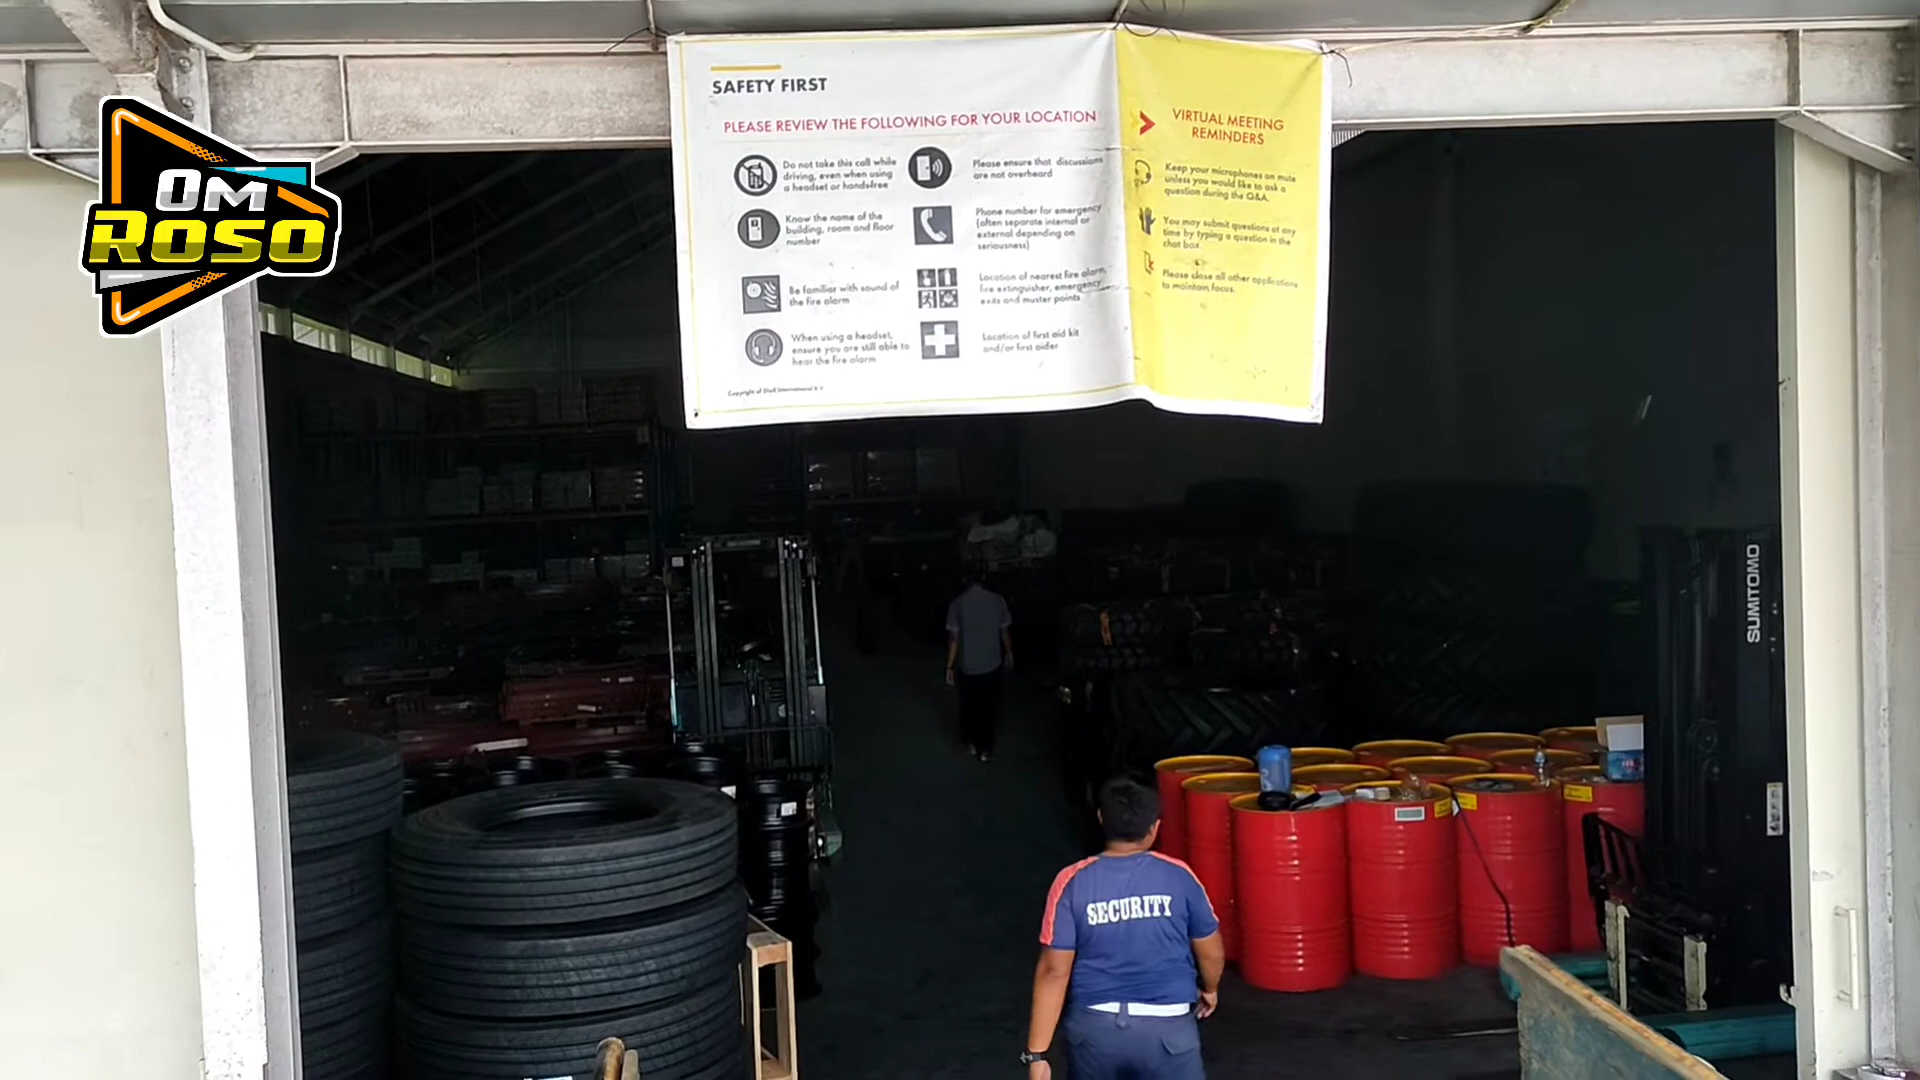 OM
ROSO
SAFETY FIRST
PLEASE REVIEW THE FOLLOWING FOR YOUR LOCATION
Do not take this call while
driving, even when using
a headset or handsfree
Know the name of the
building, room and floor
number
Be familiar with sound of
the fire alarm
When using a headset,
ensure you are still able to
hear the fire alarm
Please ensure that discussions
are not overheard
Phone number for emergency
(often separate internal or
external depending on
seriousness)
Location of nearest fire alarm,
fire extinguisher, emergency
exits and muster points
Location of first aid kit
and/or first aider
Copyright of Shell International B.V.
VIRTUAL MEETING
REMINDERS
Keep your microphones on mute
unless you would like to ask a
question during the Q&A.
You may submit questions at any
time by typing a question in the
chat box.
Please close all other applications
to maintain focus.
SUMITOMO
SECURITY